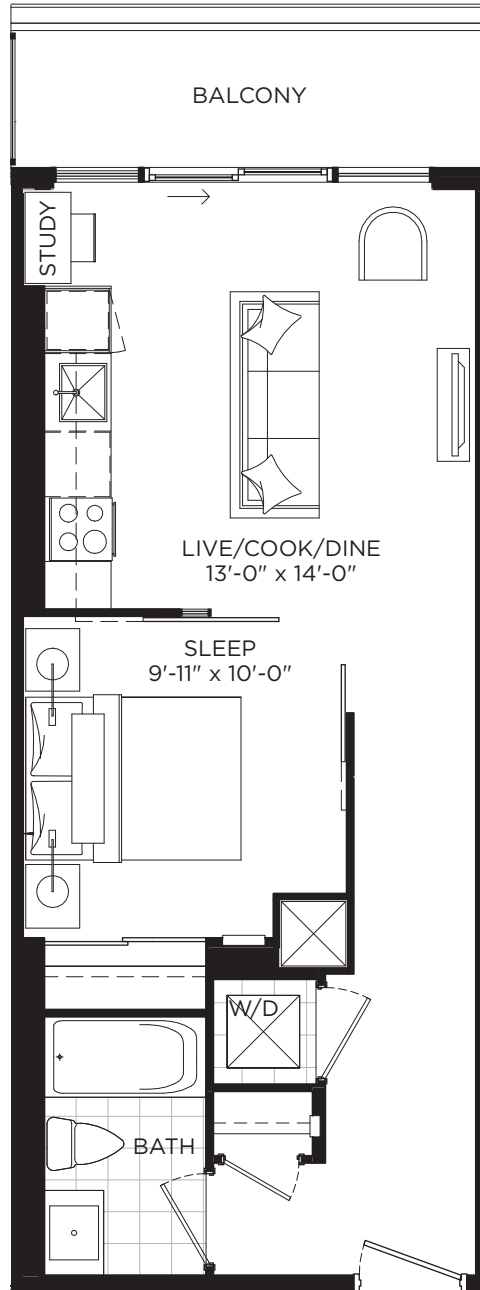 BALCONY
STUDY
LIVE/COOK/DINE
13'-0" x 14'-0"
SLEEP
9'-11" x 10'-0"
W/D
BATH